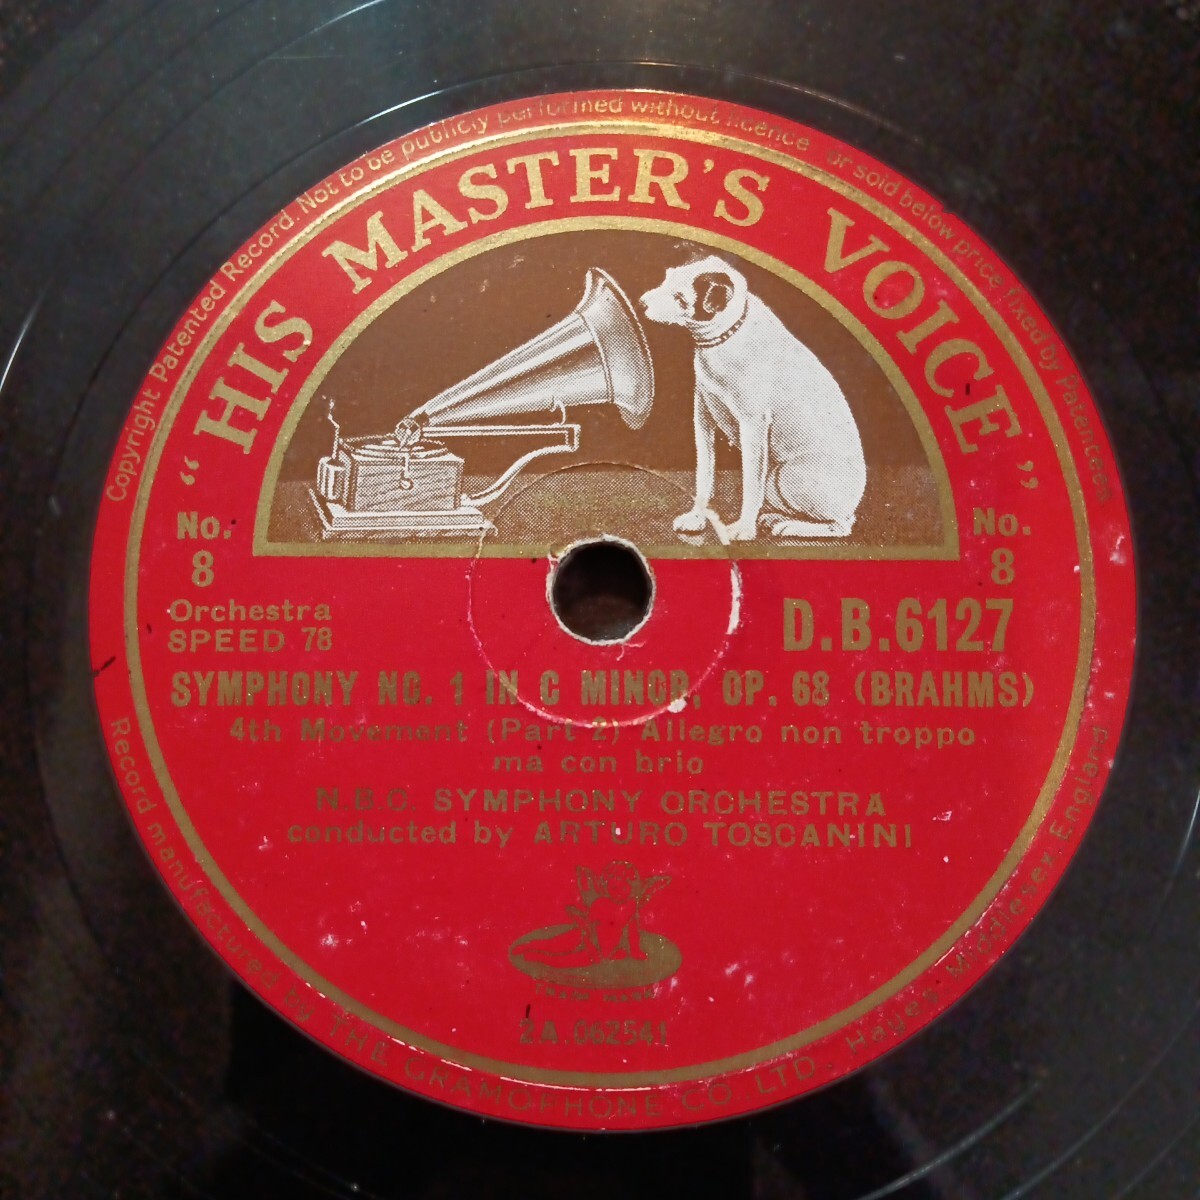 Copyright Patented Record. Not to be publicly performed without licence or sold below price fixed by Patentees
"HIS MASTER'S VOICE"
No. 8
No. 8
Orchestra
SPEED 78
D.B.6127
SYMPHONY NO. 1 IN C MINOR, OP. 68 (BRAHMS)
4th Movement (Part 2) Allegro non troppo
ma con brio
N.B.C. SYMPHONY ORCHESTRA
conducted by ARTURO TOSCANINI
TRADE MARK
2A.062541
Record manufactured by THE GRAMOPHONE CO., LTD. Hayes, Middlesex, England